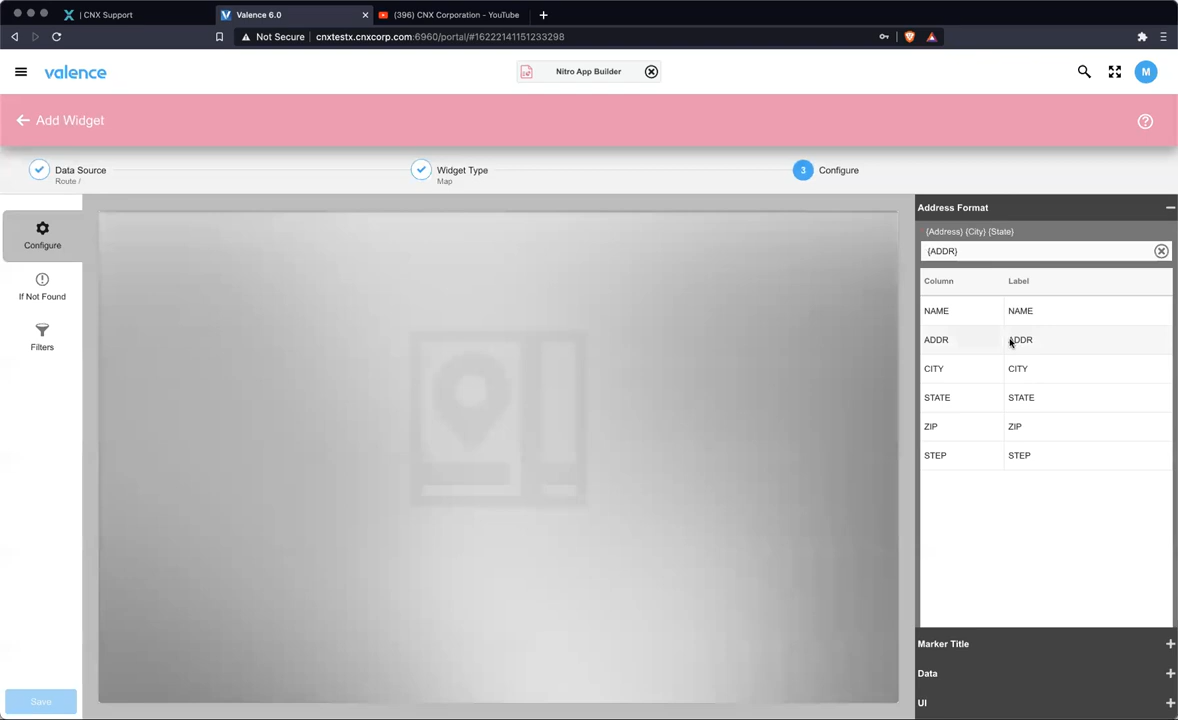 | CNX Support
Valence 6.0
(396) CNX Corporation - YouTube
Not Secure | cnxtestx.cnxcorp.com:6960/portal/#16222141151233298
valence
Nitro App Builder
M
Add Widget
Data Source
Route /
Widget Type
Map
3 Configure
Configure
If Not Found
Filters
Save
Address Format
{Address} {City} {State}
{ADDR}
Column Label
NAME NAME
ADDR ADDR
CITY CITY
STATE STATE
ZIP ZIP
STEP STEP
Marker Title
Data
UI